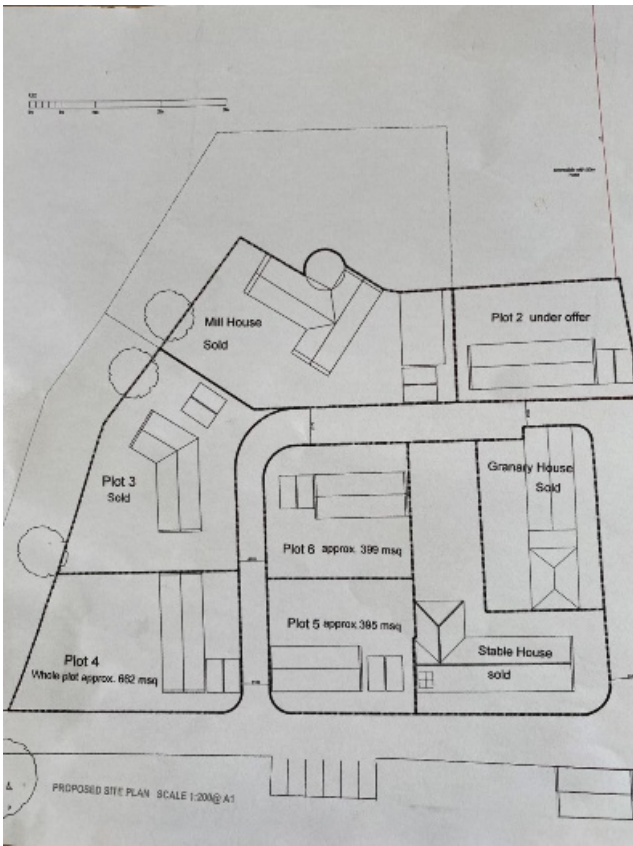 Mill House
Sold
Plot 2 under offer
Plot 3
Sold
Granary House
Sold
Plot 6 approx. 399 msq
Plot 5 approx 395 msq
Plot 4
Whole plot approx. 662 msq
Stable House
sold
PROPOSED SITE PLAN SCALE 1:200@ A1